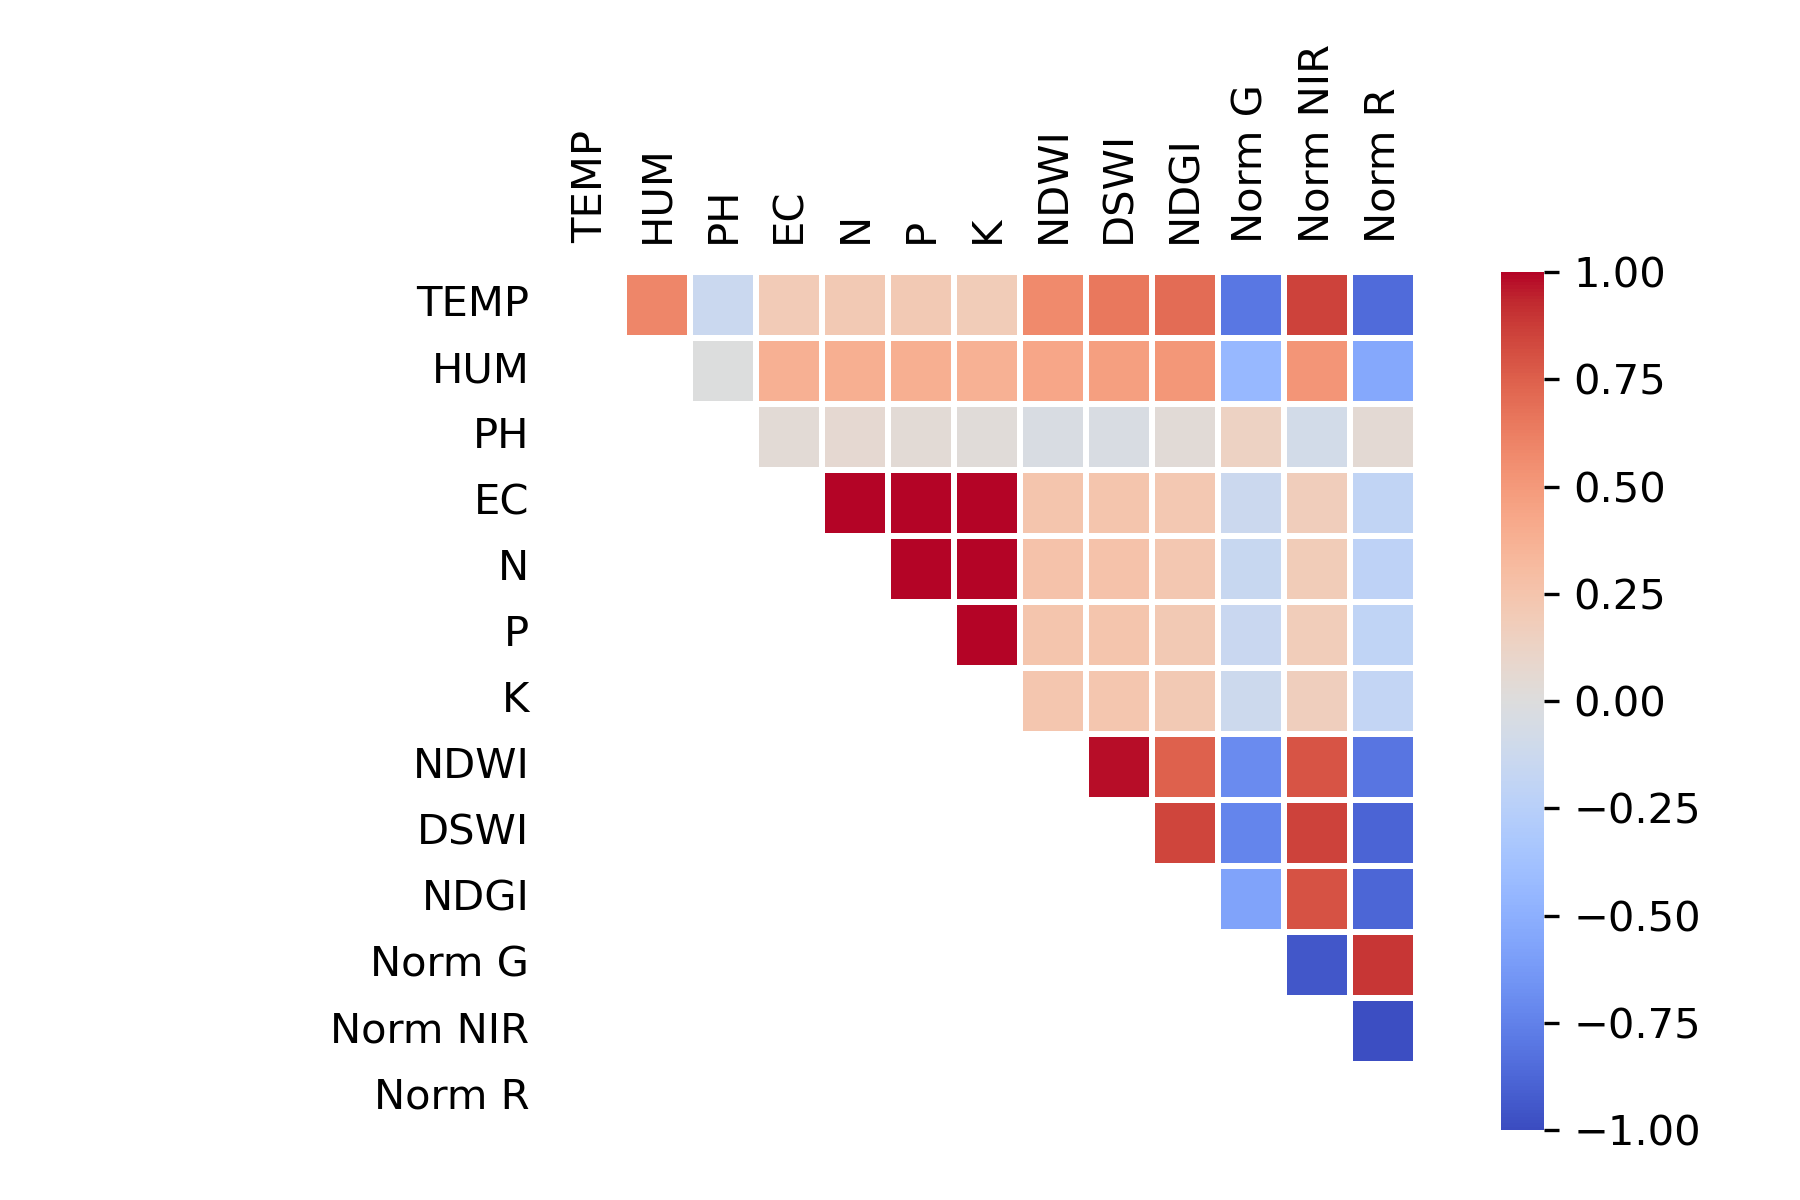 TEMP
HUM
PH
EC
N
P
K
NDWI
DSWI
NDGI
Norm G
Norm NIR
Norm R
TEMP
HUM
PH
EC
N
P
K
NDWI
DSWI
NDGI
Norm G
Norm NIR
Norm R
1.00
0.75
0.50
0.25
0.00
−0.25
−0.50
−0.75
−1.00